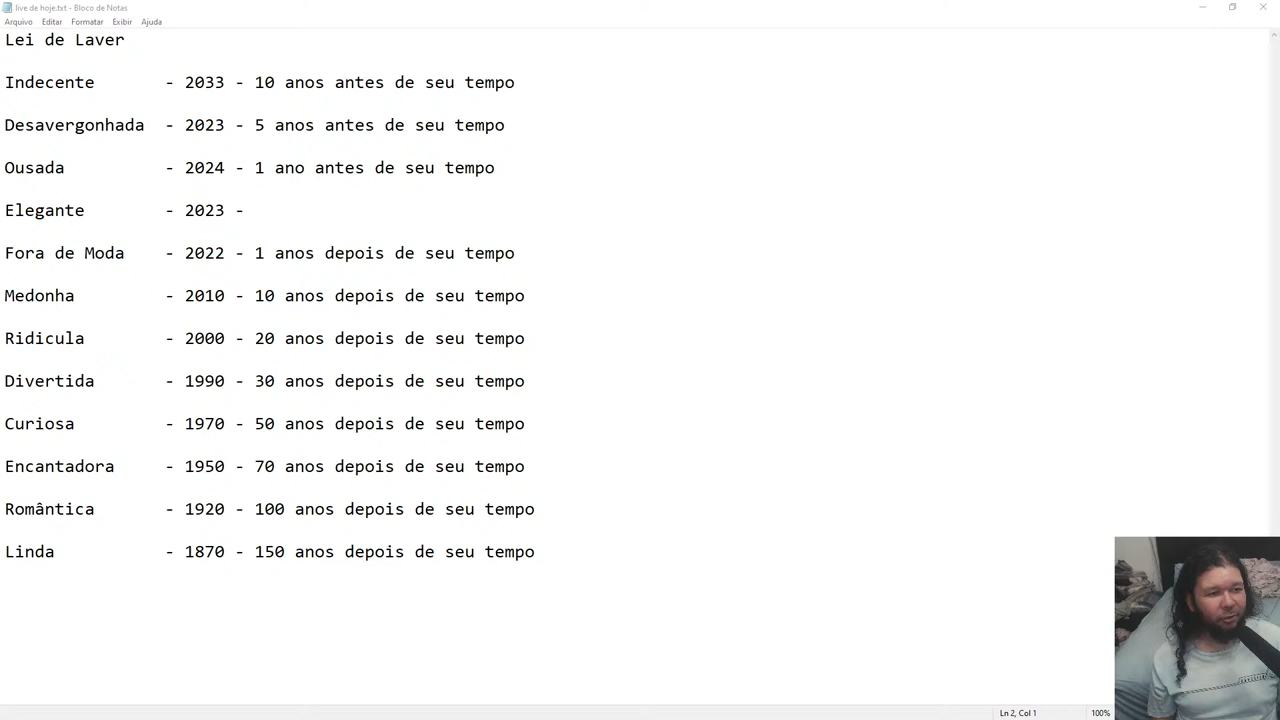 live de hoje.txt - Bloco de Notas
Arquivo Editar Formatar Exibir Ajuda
Lei de Laver
Indecente - 2033 - 10 anos antes de seu tempo
Desavergonhada - 2023 - 5 anos antes de seu tempo
Ousada - 2024 - 1 ano antes de seu tempo
Elegante - 2023 -
Fora de Moda - 2022 - 1 anos depois de seu tempo
Medonha - 2010 - 10 anos depois de seu tempo
Ridicula - 2000 - 20 anos depois de seu tempo
Divertida - 1990 - 30 anos depois de seu tempo
Curiosa - 1970 - 50 anos depois de seu tempo
Encantadora - 1950 - 70 anos depois de seu tempo
Romântica - 1920 - 100 anos depois de seu tempo
Linda - 1870 - 150 anos depois de seu tempo
Ln 2, Col 1 100%